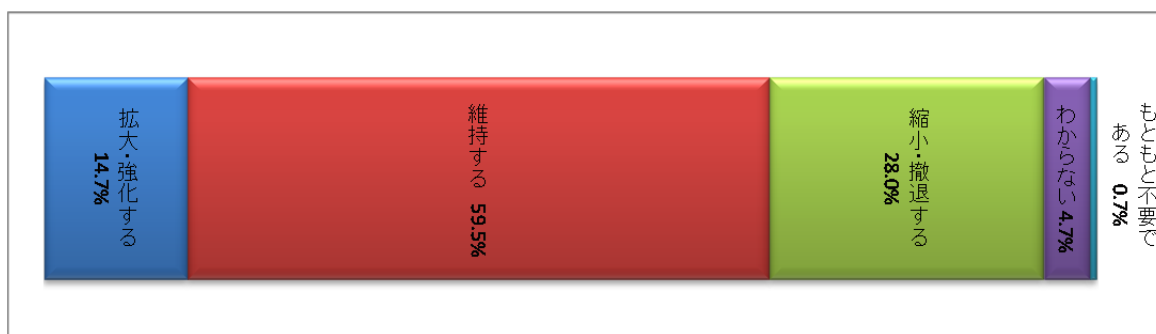 拡大・強化する
14.7%
維持する 59.5%
縮小・撤退する
28.0%
わからない 4.7%
もともと不要で
ある 0.7%